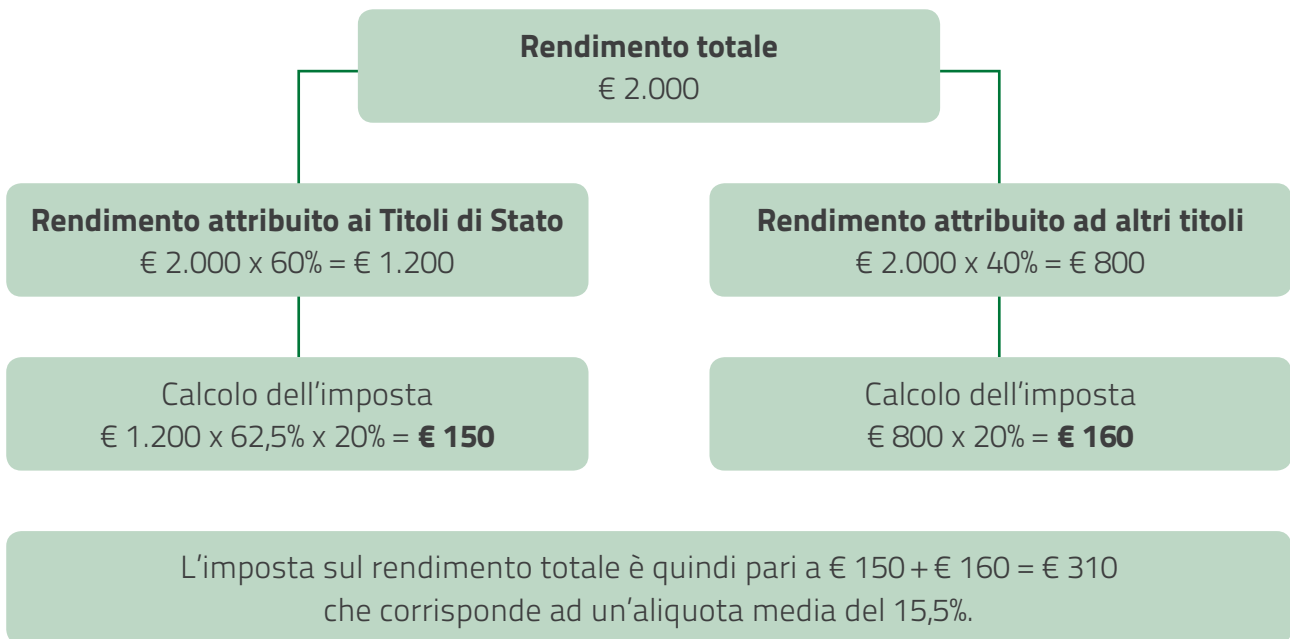 Rendimento totale
€ 2.000
Rendimento attribuito ai Titoli di Stato
€ 2.000 x 60% = € 1.200
Rendimento attribuito ad altri titoli
€ 2.000 x 40% = € 800
Calcolo dell'imposta
€ 1.200 x 62,5% x 20% = € 150
Calcolo dell'imposta
€ 800 x 20% = € 160
L'imposta sul rendimento totale è quindi pari a € 150 + € 160 = € 310
che corrisponde ad un'aliquota media del 15,5%.